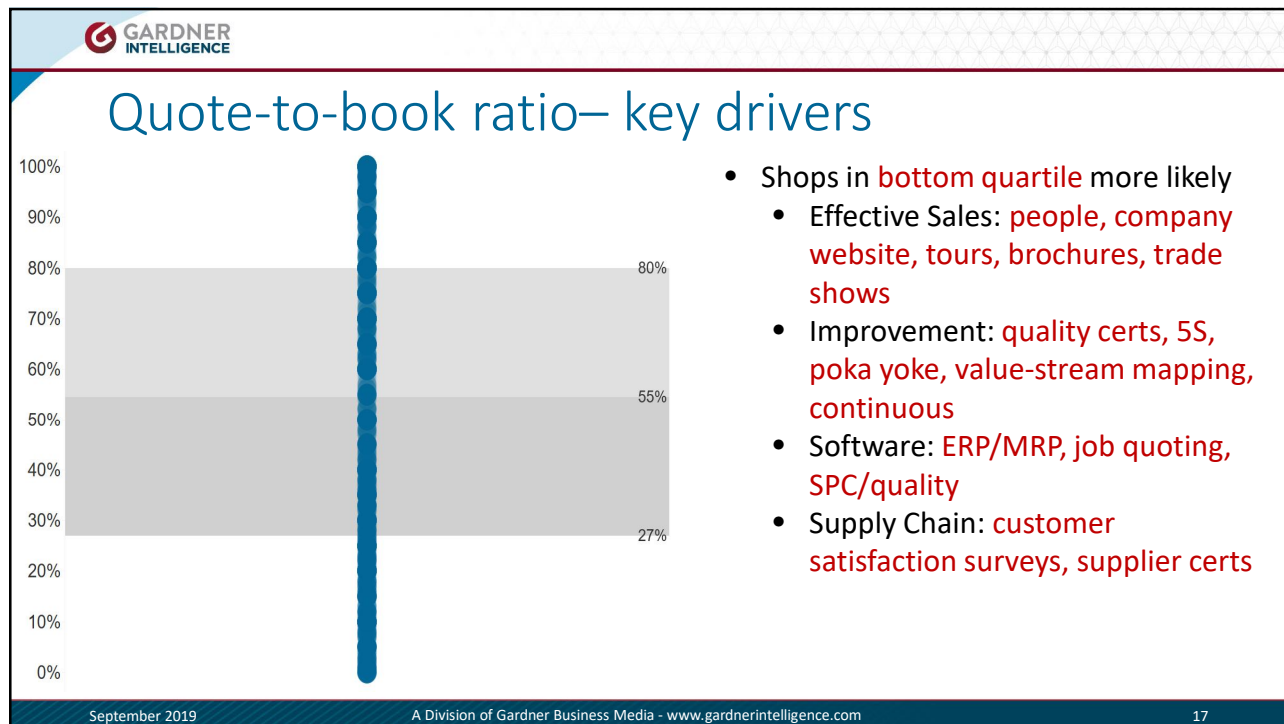 GARDNER
INTELLIGENCE
Quote-to-book ratio– key drivers
100%
90%
80%
70%
60%
50%
40%
30%
20%
10%
0%
80%
55%
27%
• Shops in bottom quartile more likely
• Effective Sales: people, company
website, tours, brochures, trade
shows
• Improvement: quality certs, 5S,
poka yoke, value-stream mapping,
continuous
• Software: ERP/MRP, job quoting,
SPC/quality
• Supply Chain: customer
satisfaction surveys, supplier certs
September 2019
A Division of Gardner Business Media - www.gardnerintelligence.com
17